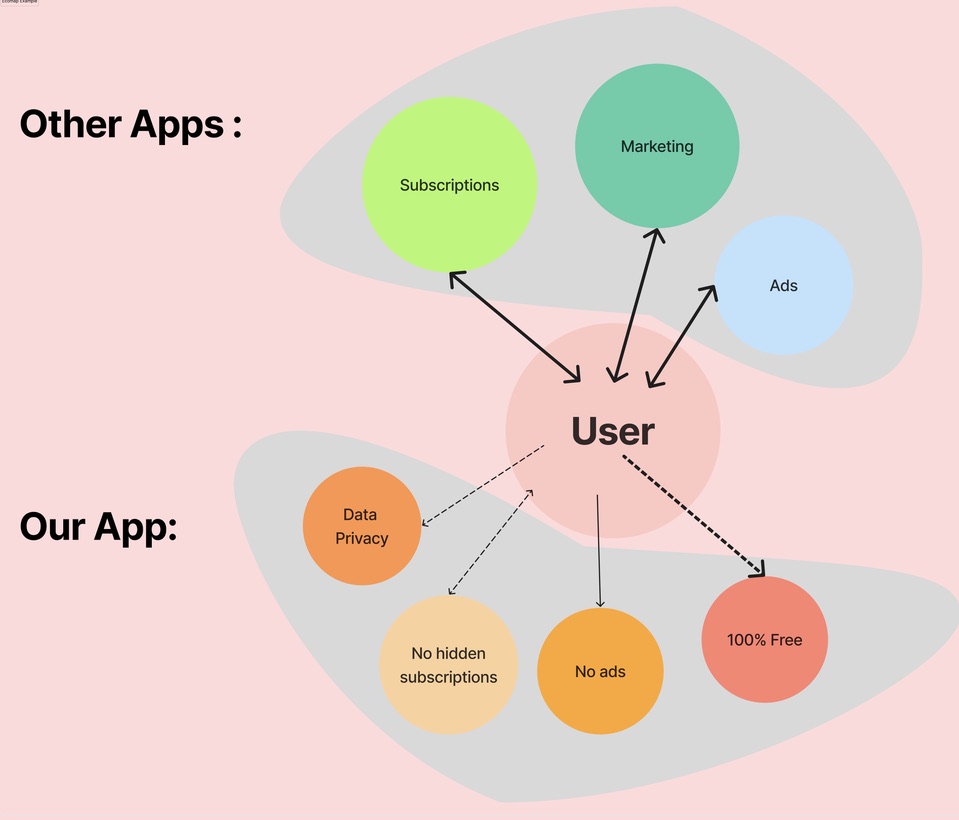 Ecomap Example
Other Apps :
Marketing
Subscriptions
Ads
User
Our App:
Data
Privacy
No hidden
subscriptions
No ads
100% Free